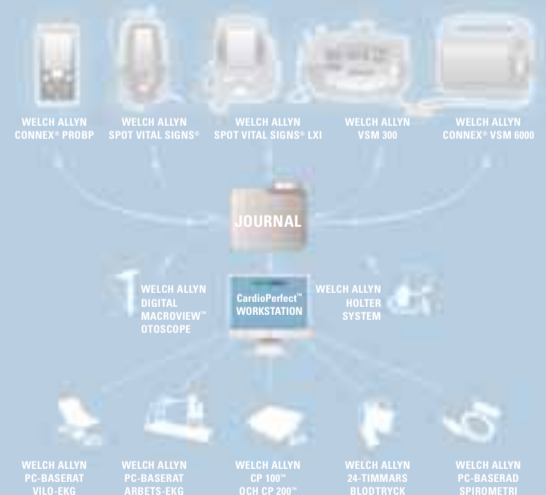 WELCH ALLYN
CONNEX® PROBP
WELCH ALLYN
SPOT VITAL SIGNS®
WELCH ALLYN
SPOT VITAL SIGNS® LXI
WELCH ALLYN
VSM 300
WELCH ALLYN
CONNEX® VSM 6000
JOURNAL
WELCH ALLYN
DIGITAL
MACROVIEW™
OTOSCOPE
CardioPerfect™
WORKSTATION
WELCH ALLYN
HOLTER
SYSTEM
WELCH ALLYN
PC-BASERAT
VILO-EKG
WELCH ALLYN
PC-BASERAT
ARBETS-EKG
WELCH ALLYN
CP 100™
OCH CP 200™
WELCH ALLYN
24-TIMMARS
BLODTRYCK
WELCH ALLYN
PC-BASERAD
SPIROMETRI